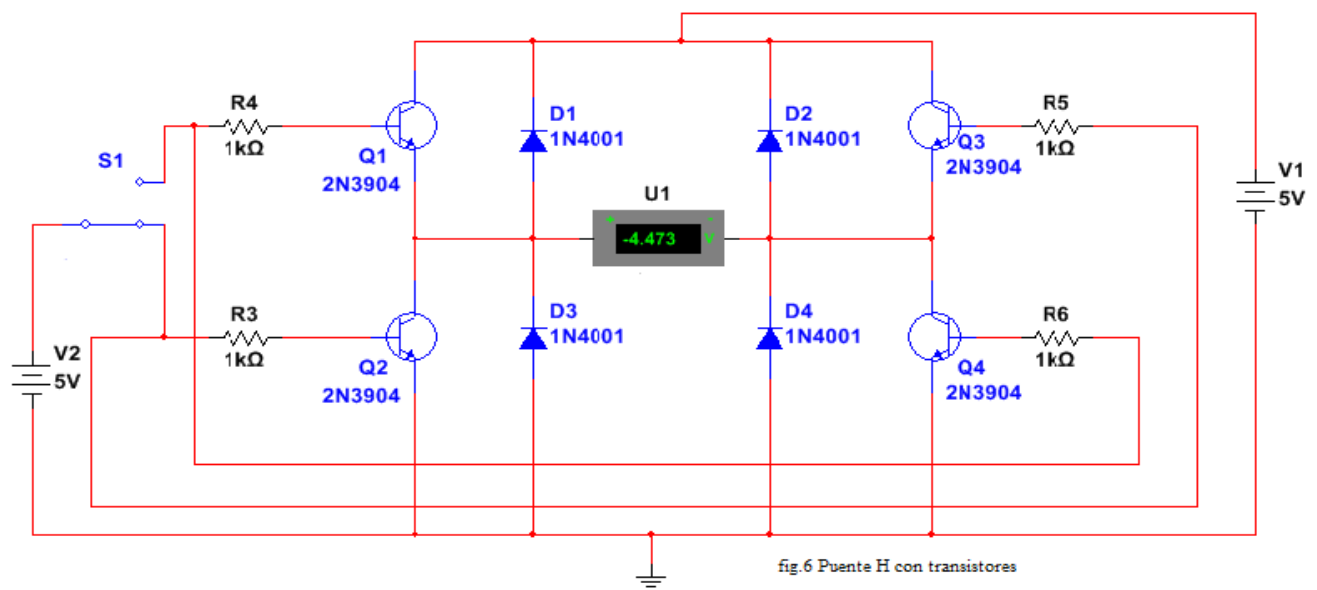 R4
1kΩ
Q1
2N3904
S1
D1
1N4001
D2
1N4001
Q3
2N3904
R5
1kΩ
V1
5V
U1
+
-
-4.473
V
R3
1kΩ
Q2
2N3904
V2
5V
D3
1N4001
D4
1N4001
Q4
2N3904
R6
1kΩ
fig.6 Puente H con transistores